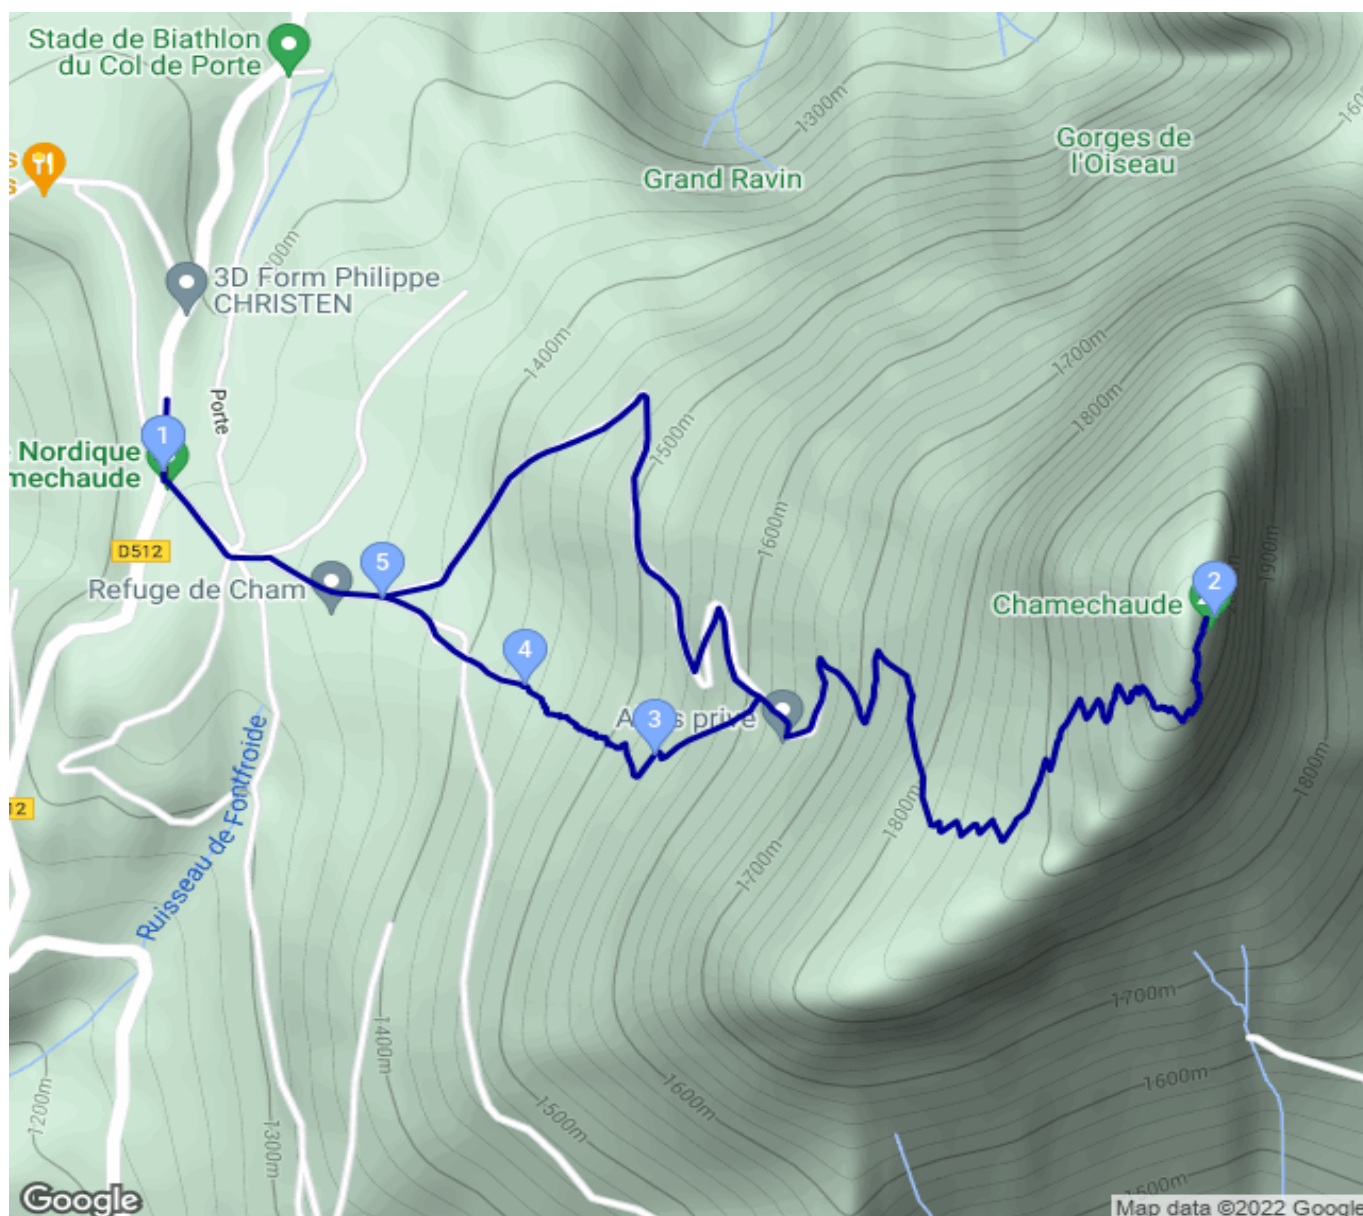 Stade de Biathlon
du Col de Porte
1300m
Gorges de
l'Oiseau
Grand Ravin
3D Form Philippe
CHRISTEN
1400m
1700m
1800m
Porte
1500m
1
Nordique
mechaude
1600m
D512
5
Refuge de Cham
1900m
2
Chamechaude
4
3
privé
12
Ruisseau de Fontfroide
1800m
1800m
1700m
1700m
1400m
1600m
1600m
1200m
1300m
1500m
1500m
Google
Map data ©2022 Google